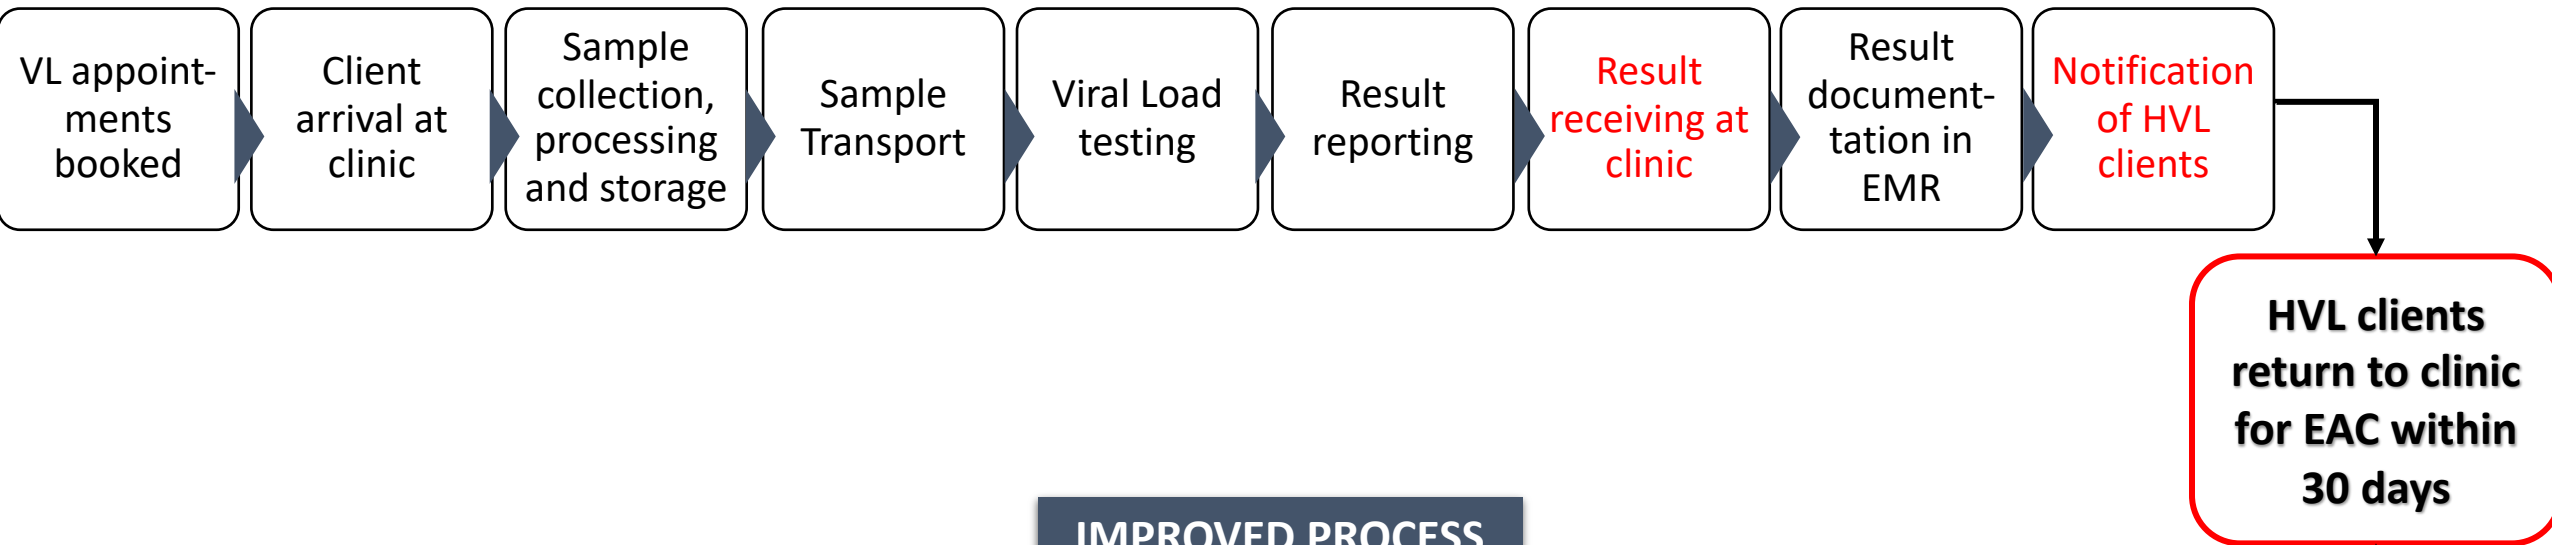 VL appoint-
ments
booked
Client
arrival at
clinic
Sample
collection,
processing
and storage
Sample
Transport
Viral Load
testing
Result
reporting
Result
receiving at
clinic
Result
document-
tation in
EMR
Notification
of HVL
clients
HVL clients
return to clinic
for EAC within
30 days
IMPROVED PROCESS